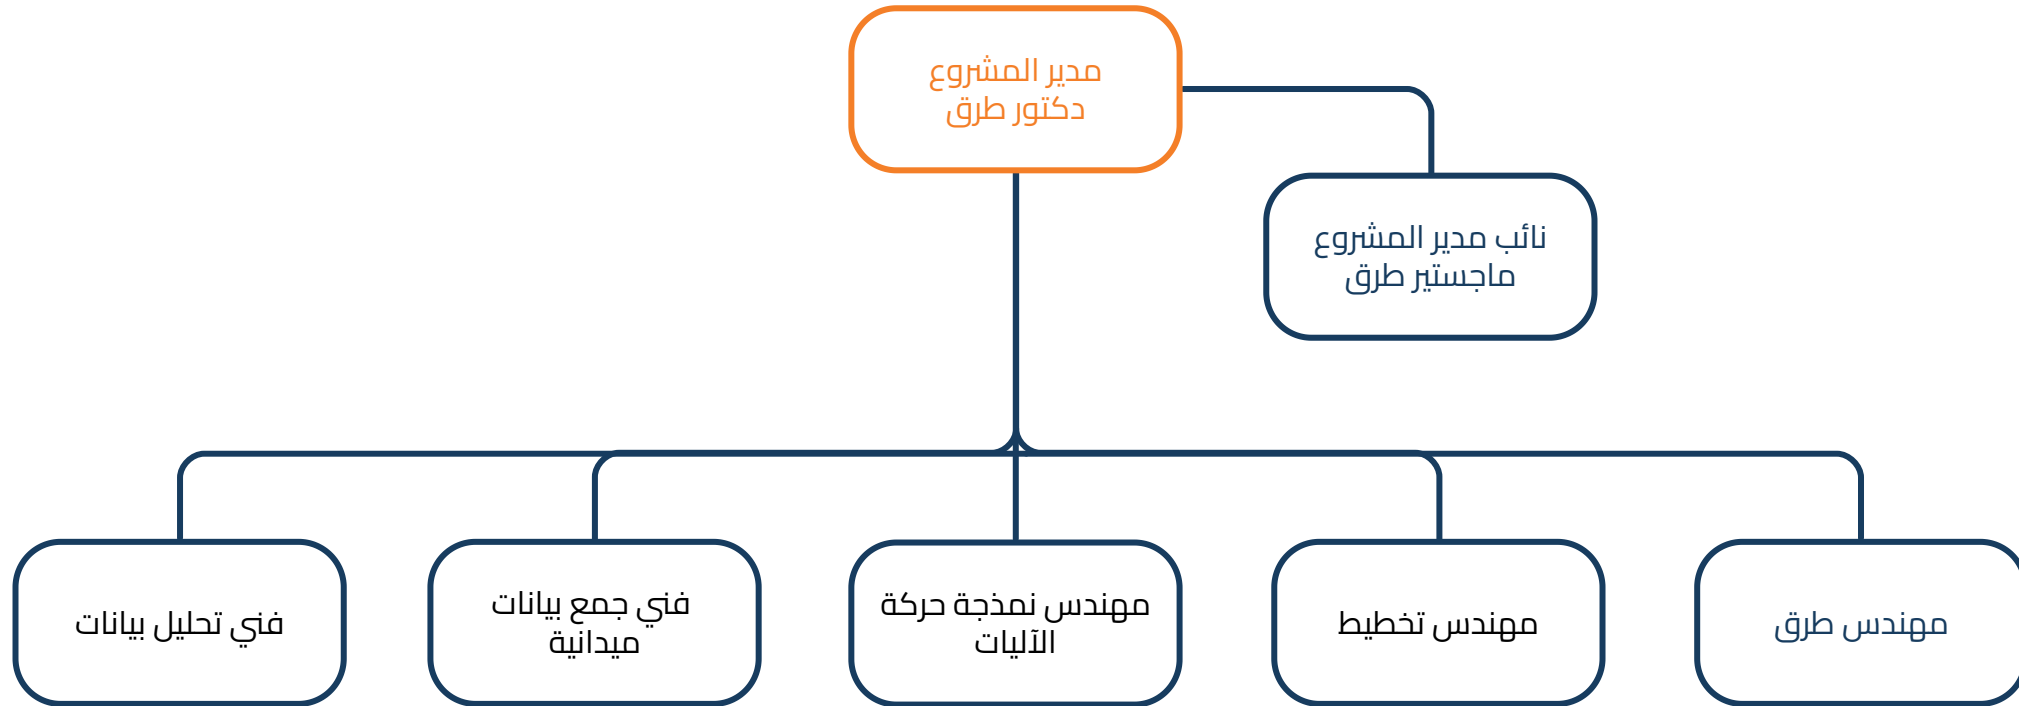 مدير المشروع
دكتور طرق
نائب مدير المشروع
ماجستير طرق
مهندس طرق
مهندس تخطيط
مهندس نمذجة حركة
الآليات
فني جمع بيانات
ميدانية
فني تحليل بيانات